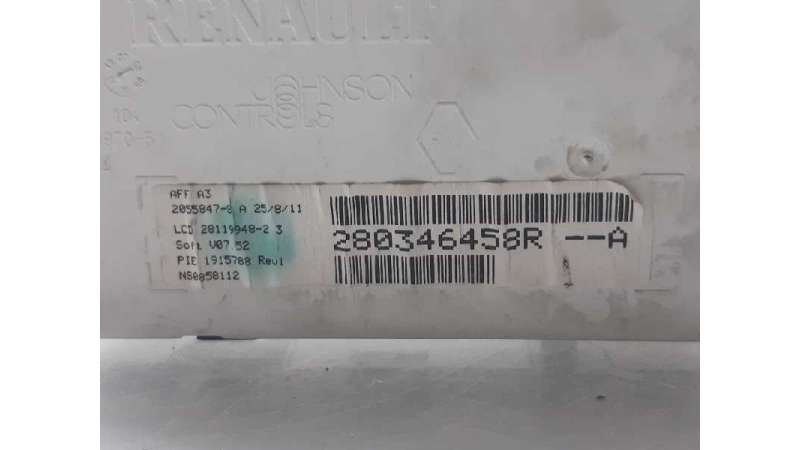 RENAULT
JOHNSON
CONTROLS
AFF A3
2055847-8 A 25/8/11
LCD 28119948-2 3
Soft V07.52
PIE 1915788 Rev1
NS0858112
280346458R --A